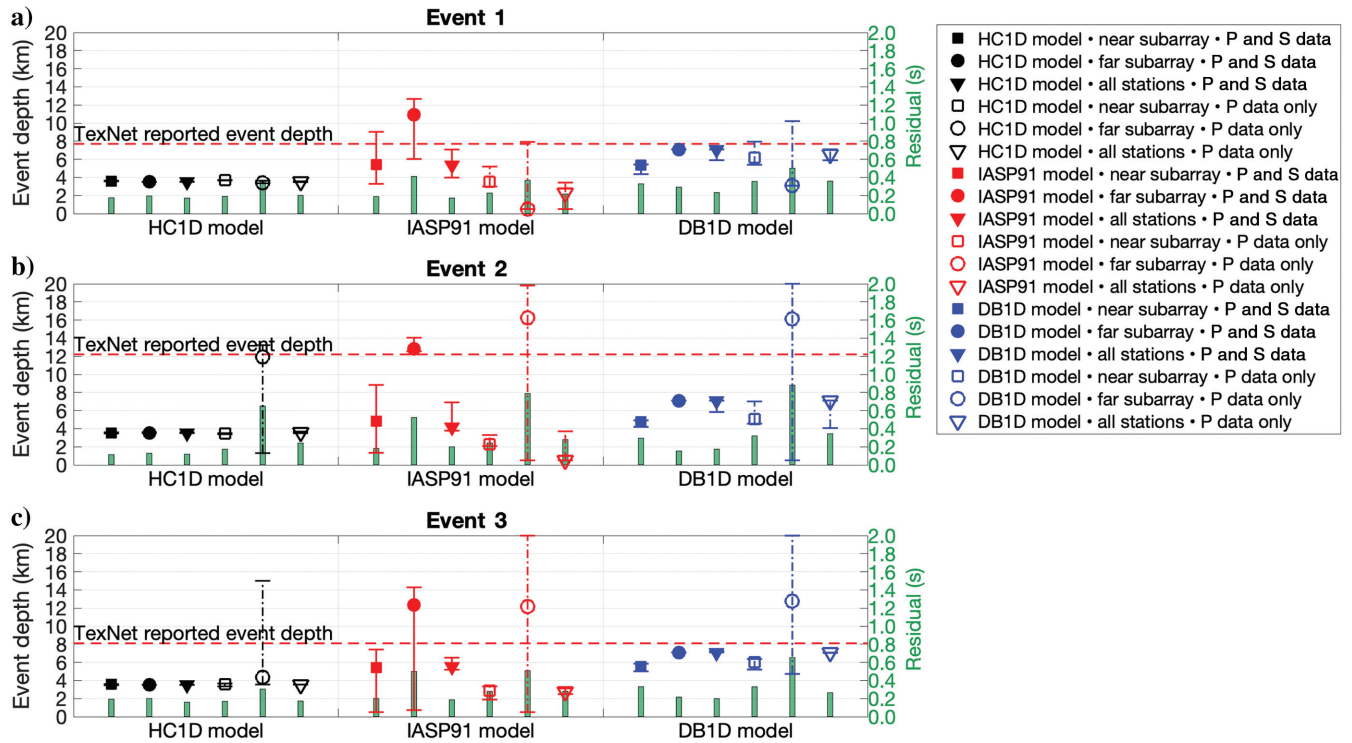 a)
Event 1
Event depth (km)
20
18
16
14
12
10
8
6
4
2
0
TexNet reported event depth
2.0
1.8
1.6
1.4
1.2
1.0
0.8
0.6
0.4
0.2
0.0
Residual (s)
HC1D model
IASP91 model
DB1D model
b)
Event 2
Event depth (km)
20
18
16
14
12
10
8
6
4
2
0
TexNet reported event depth
2.0
1.8
1.6
1.4
1.2
1.0
0.8
0.6
0.4
0.2
0.0
Residual (s)
HC1D model
IASP91 model
DB1D model
c)
Event 3
Event depth (km)
20
18
16
14
12
10
8
6
4
2
0
TexNet reported event depth
2.0
1.8
1.6
1.4
1.2
1.0
0.8
0.6
0.4
0.2
0.0
Residual (s)
HC1D model
IASP91 model
DB1D model
HC1D model • near subarray • P and S data
HC1D model • far subarray • P and S data
HC1D model • all stations • P and S data
HC1D model • near subarray • P data only
HC1D model • far subarray • P data only
HC1D model • all stations • P data only
IASP91 model • near subarray • P and S data
IASP91 model • far subarray • P and S data
IASP91 model • all stations • P and S data
IASP91 model • near subarray • P data only
IASP91 model • far subarray • P data only
IASP91 model • all stations • P data only
DB1D model • near subarray • P and S data
DB1D model • far subarray • P and S data
DB1D model • all stations • P and S data
DB1D model • near subarray • P data only
DB1D model • far subarray • P data only
DB1D model • all stations • P data only